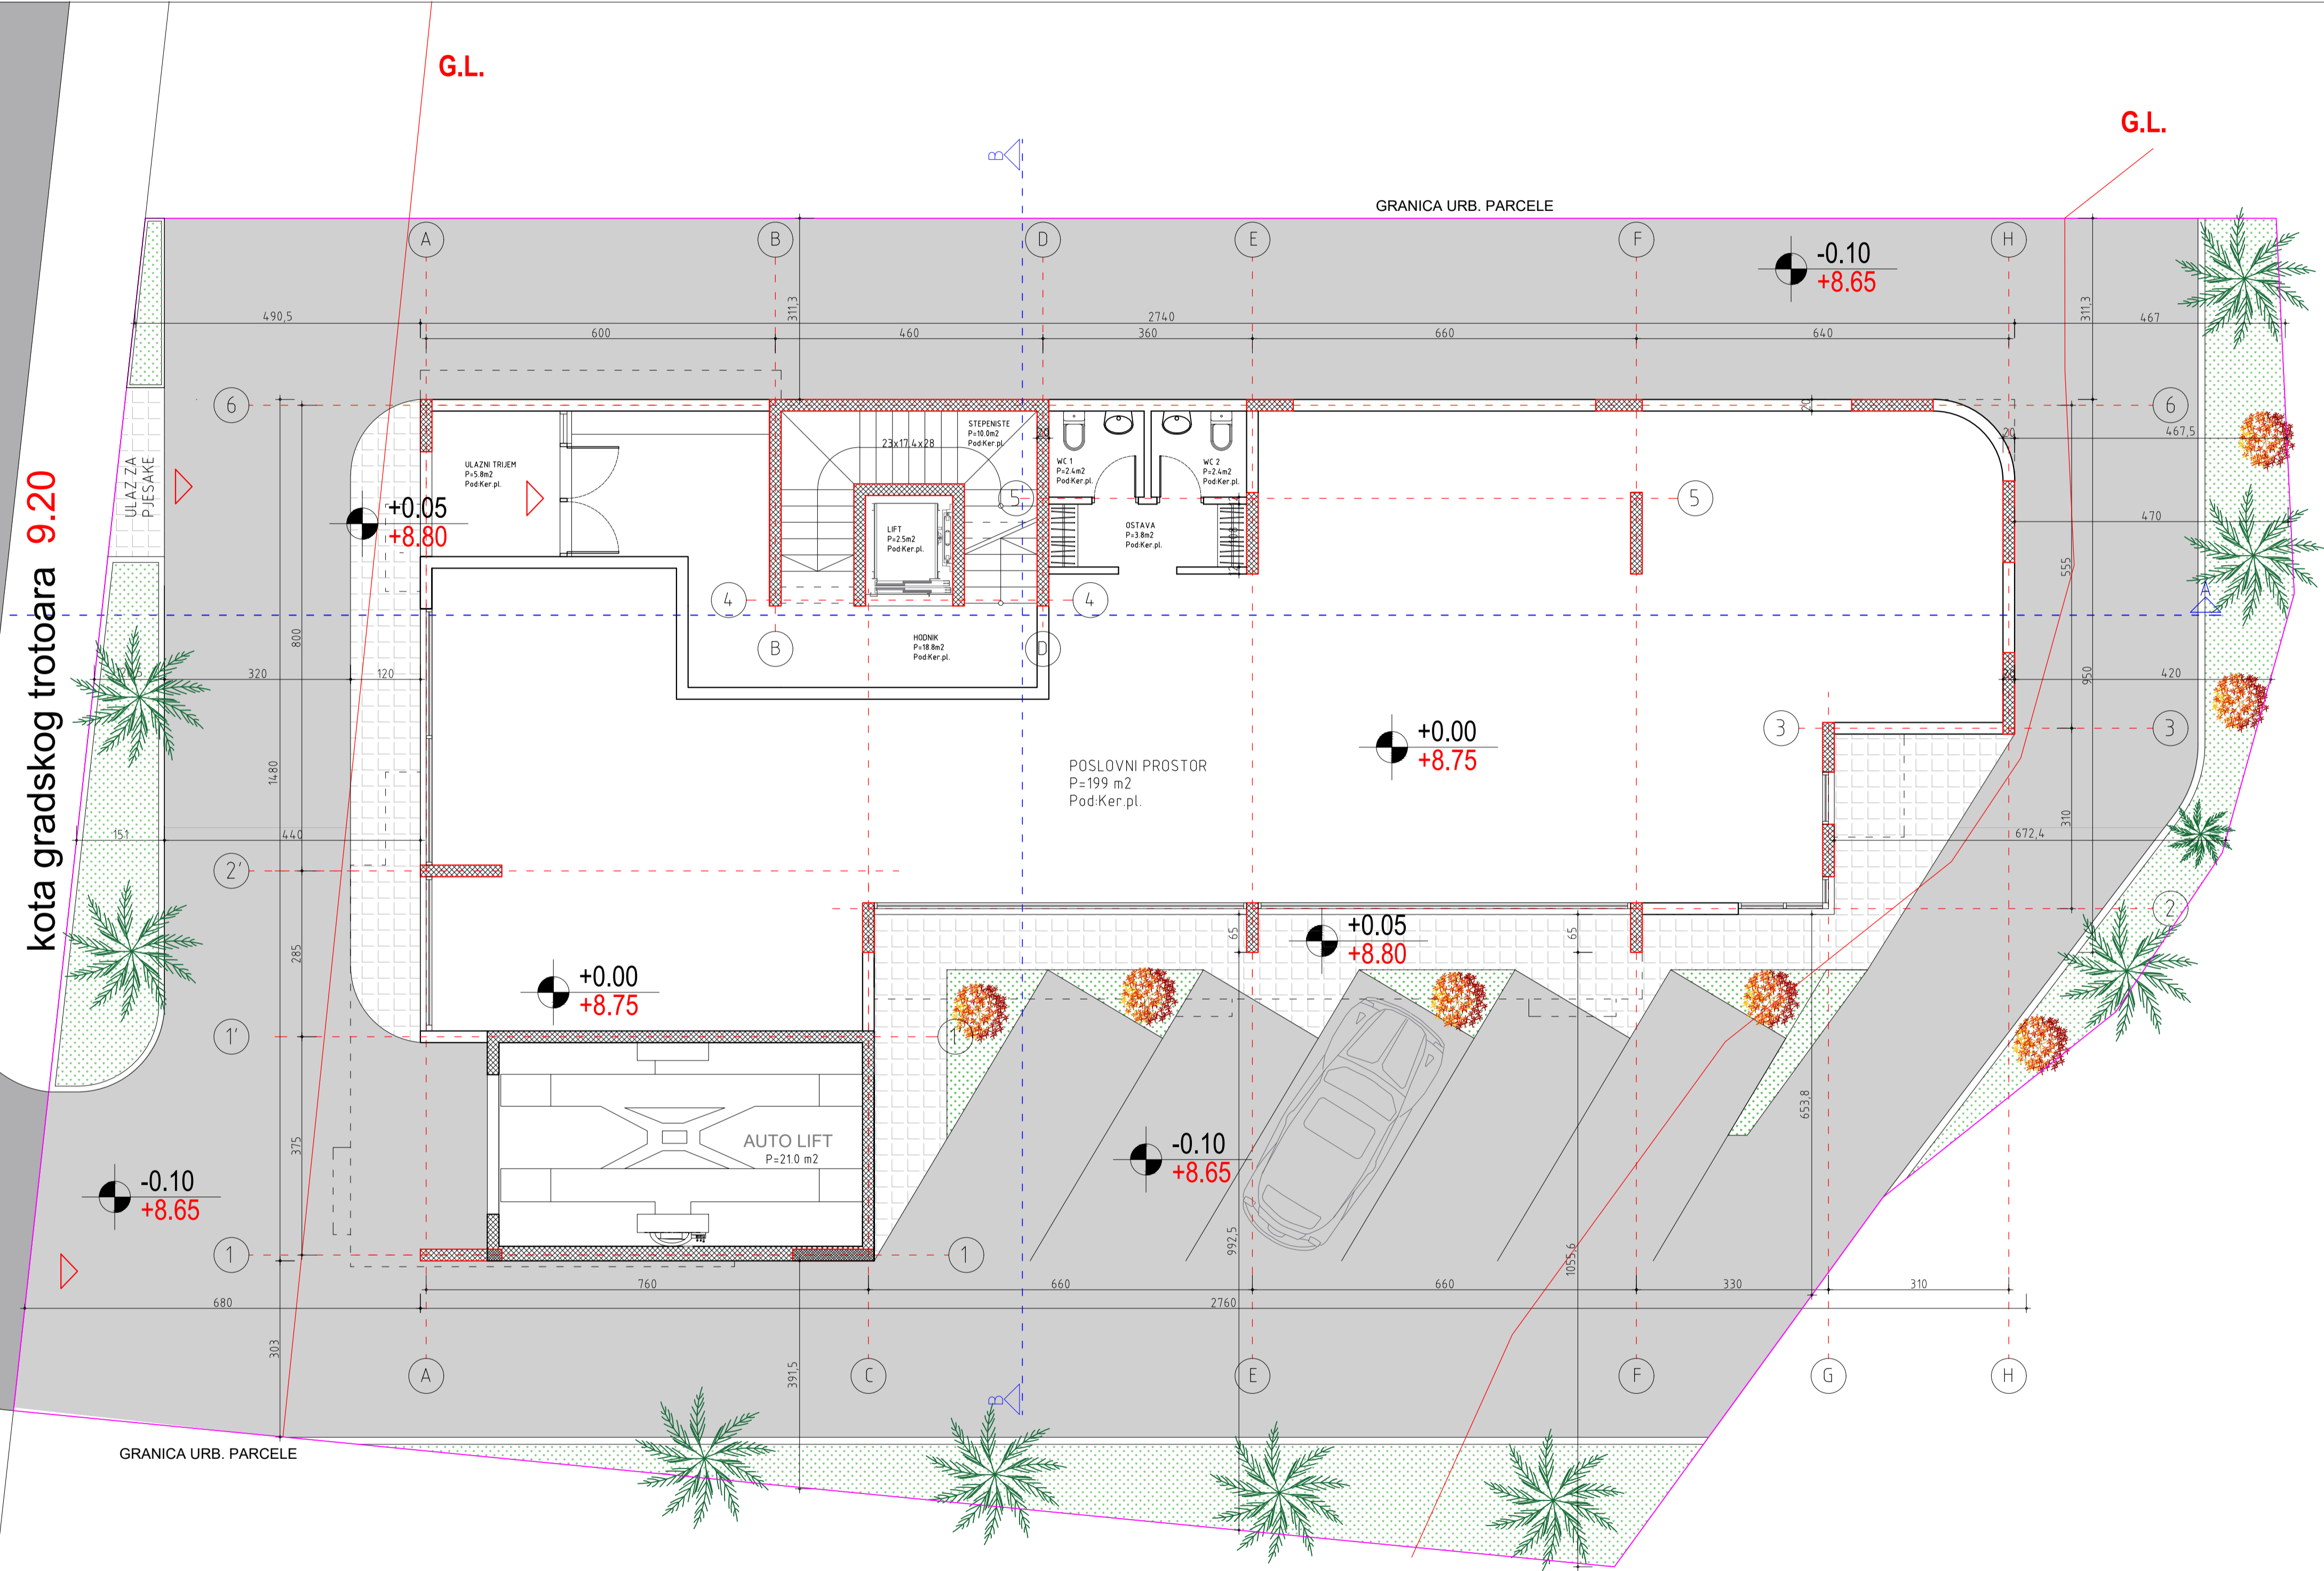 G.L.
G.L.
GRANICA URB. PARCELE
B
A
B
D
E
F
H
-0.10
+8.65
311,3
311,3
490,5
2740
467
600
460
360
660
640
6
6
20
20
467,5
ULAZ ZA
PJESAKE
kota gradskog trotoara 9.20
ULAZNI TRIJEM
P=5.8m2
Pod:Ker.pl.
STEPENISTE
P=10.0m2
Pod:Ker.pl.
23x17.4x28
WC 1
P=2.4m2
Pod:Ker.pl.
WC 2
P=2.4m2
Pod:Ker.pl.
+0.05
+8.80
5
5
LIFT
P=2.5m2
Pod:Ker.pl.
OSTAVA
P=3.8m2
Pod:Ker.pl.
470
555
A
4
4
HODNIK
P=18.8m2
Pod:Ker.pl.
B
D
800
320
120
950
420
3
3
+0.00
+8.75
1480
POSLOVNI PROSTOR
P=199 m2
Pod:Ker.pl.
151
440
310
672,4
2'
2
285
65
65
+0.05
+8.80
+0.00
+8.75
1'
1'
375
AUTO LIFT
P=21.0 m2
-0.10
+8.65
653,8
-0.10
+8.65
1
1
992,5
1055,6
760
660
660
330
310
680
2760
303
391,5
A
C
E
F
G
H
B
GRANICA URB. PARCELE